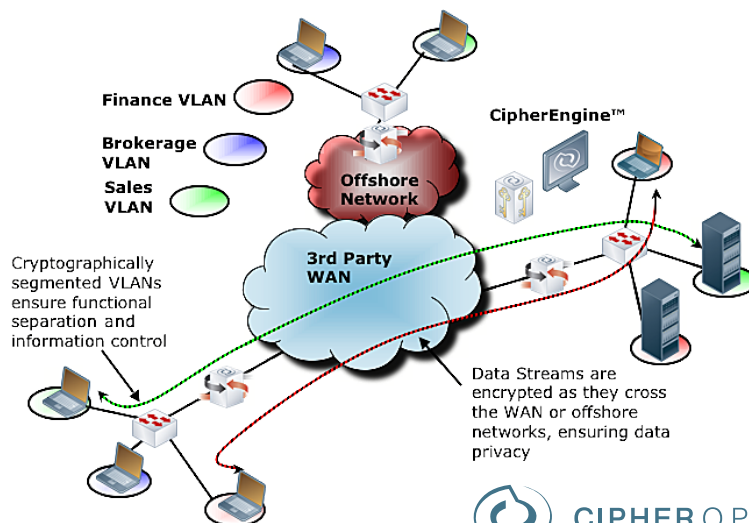 Finance VLAN
Brokerage
VLAN
Sales
VLAN
CipherEngine™
Offshore
Network
3rd Party
WAN
Cryptographically
segmented VLANs
ensure functional
separation and
information control
Data Streams are
encrypted as they cross
the WAN or offshore
networks, ensuring data
privacy
CIPHEROP